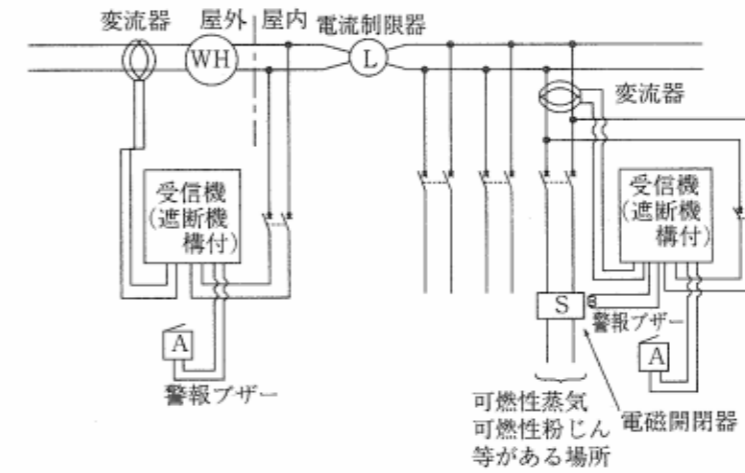 変流器
屋外
屋内
電流制限器
WH
L
変流器
受信機
(遮断機
構付)
受信機
(遮断機
構付)
S
警報ブザー
A
A
警報ブザー
電磁開閉器
可燃性蒸気
可燃性粉じん
等がある場所